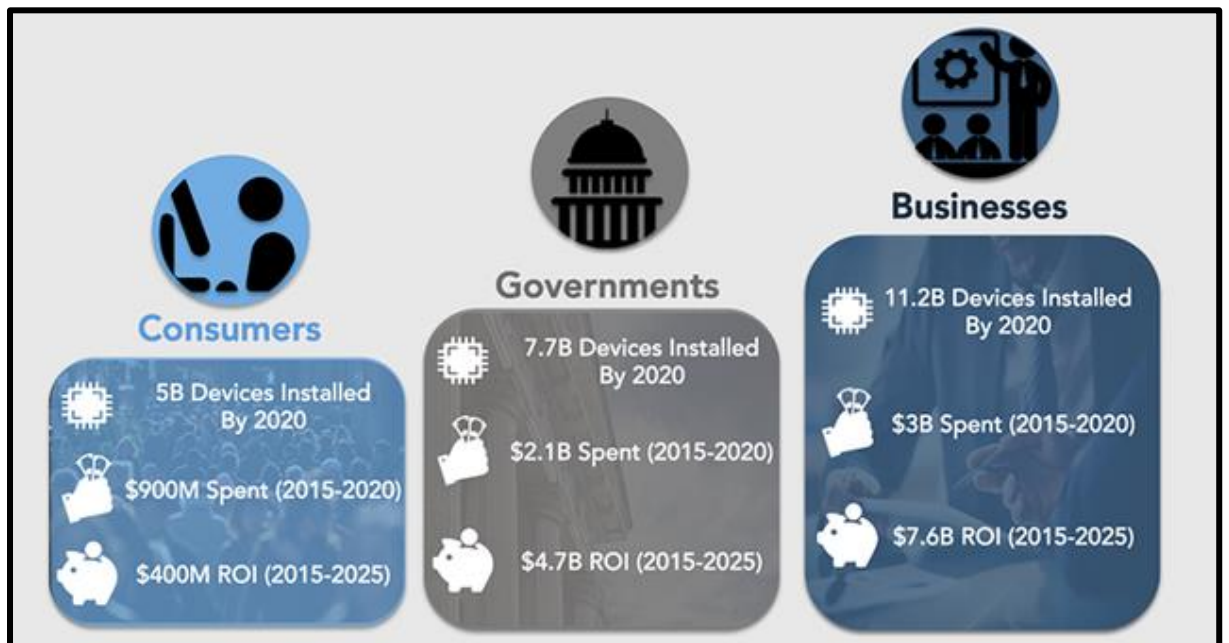 Consumers
5B Devices Installed
By 2020
$900M Spent (2015-2020)
$400M ROI (2015-2025)
Governments
7.7B Devices Installed
By 2020
$2.1B Spent (2015-2020)
$4.7B ROI (2015-2025)
Businesses
11.2B Devices Installed
By 2020
$3B Spent (2015-2020)
$7.6B ROI (2015-2025)